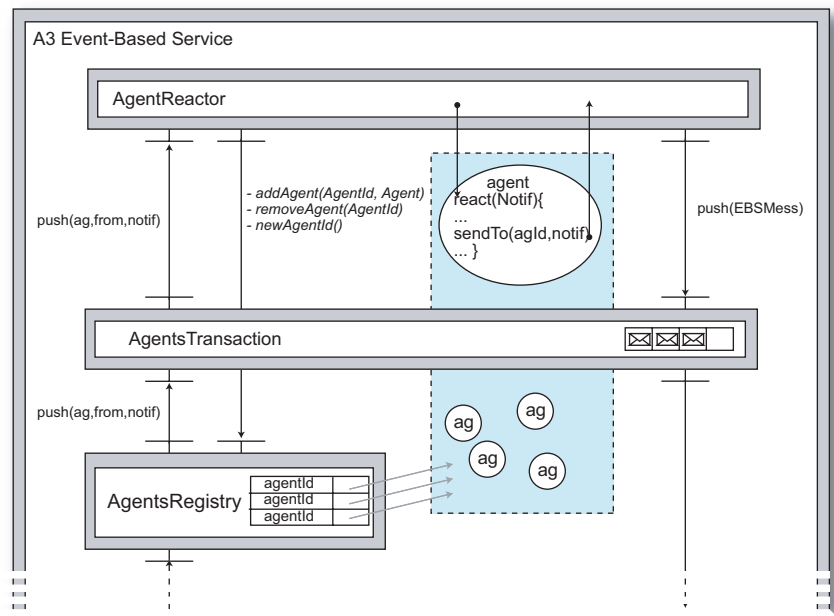 A3 Event-Based Service
AgentReactor
- addAgent(AgentId, Agent)
- removeAgent(AgentId)
- newAgentId()
push(ag,from,notif)
agent
react(Notif){
...
sendTo(agId,notif)
... }
push(EBSMess)
AgentsTransaction
push(ag,from,notif)
ag
ag
ag
ag
AgentsRegistry
agentId
agentId
agentId